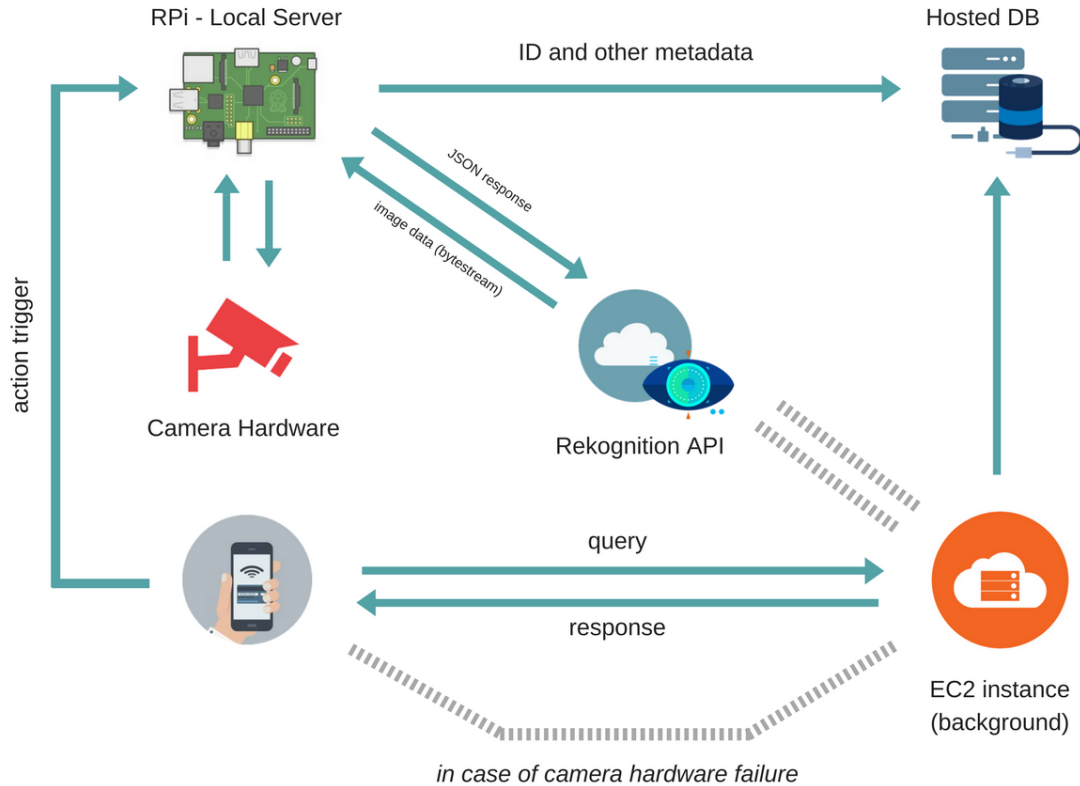 RPi - Local Server
Hosted DB
ID and other metadata
JSON response
image data (bytestream)
action trigger
Camera Hardware
Rekognition API
query
response
EC2 instance
(background)
in case of camera hardware failure